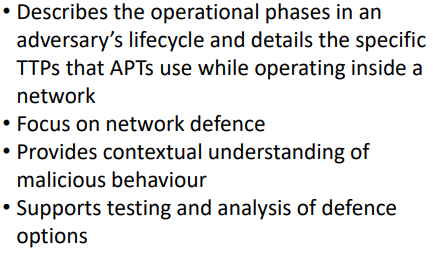 • Describes the operational phases in an
adversary’s lifecycle and details the specific
TTPs that APTs use while operating inside a
network
• Focus on network defence
• Provides contextual understanding of
malicious behaviour
• Supports testing and analysis of defence
options